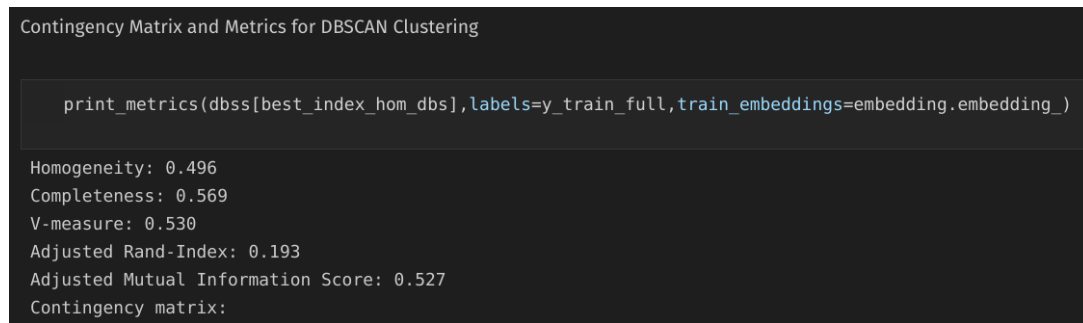 Contingency Matrix and Metrics for DBSCAN Clustering
print_metrics(dbss[best_index_hom_dbs],labels=y_train_full,train_embeddings=embedding.embedding_)
Homogeneity: 0.496
Completeness: 0.569
V-measure: 0.530
Adjusted Rand-Index: 0.193
Adjusted Mutual Information Score: 0.527
Contingency matrix: